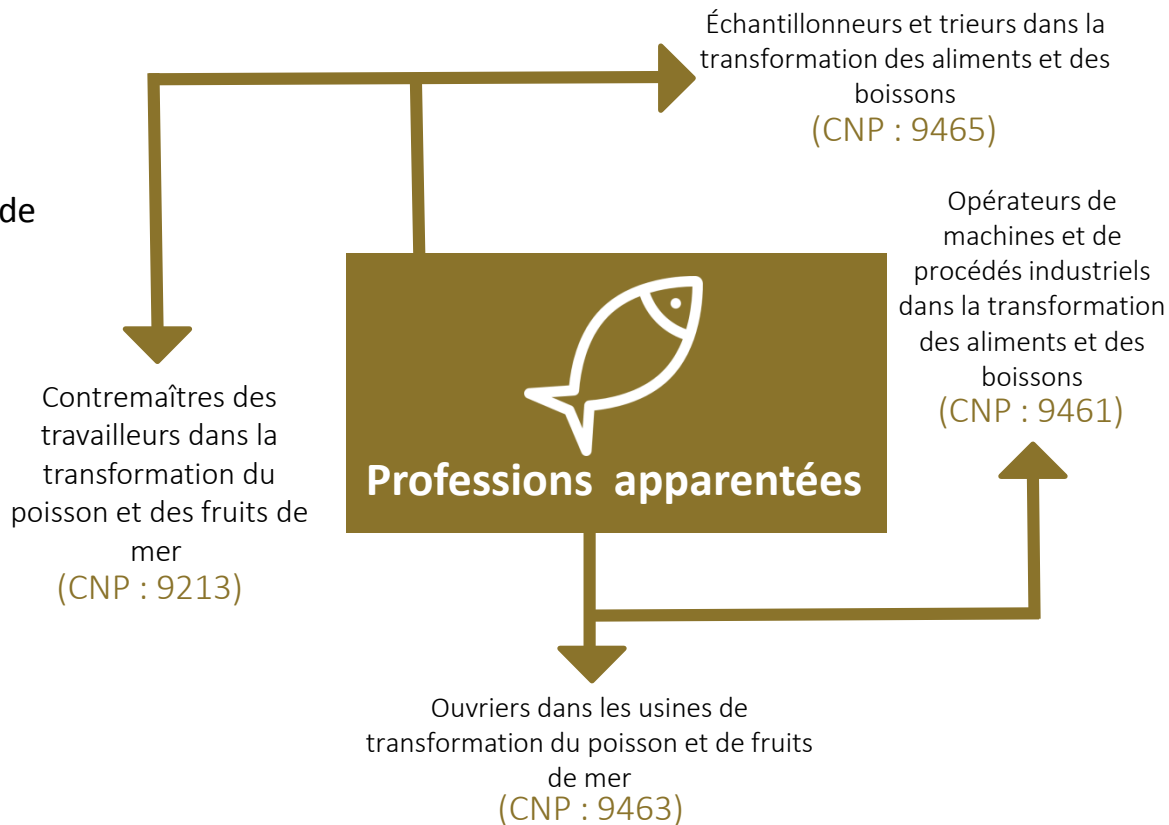 Échantillonneurs et trieurs dans la
transformation des aliments et des
boissons
(CNP : 9465)
de
Opérateurs de
machines et de
procédés industriels
dans la transformation
des aliments et des
boissons
(CNP : 9461)
Professions apparentées
Contremaîtres des
travailleurs dans la
transformation du
poisson et des fruits de
mer
(CNP : 9213)
Ouvriers dans les usines de
transformation du poisson et de fruits
de mer
(CNP : 9463)